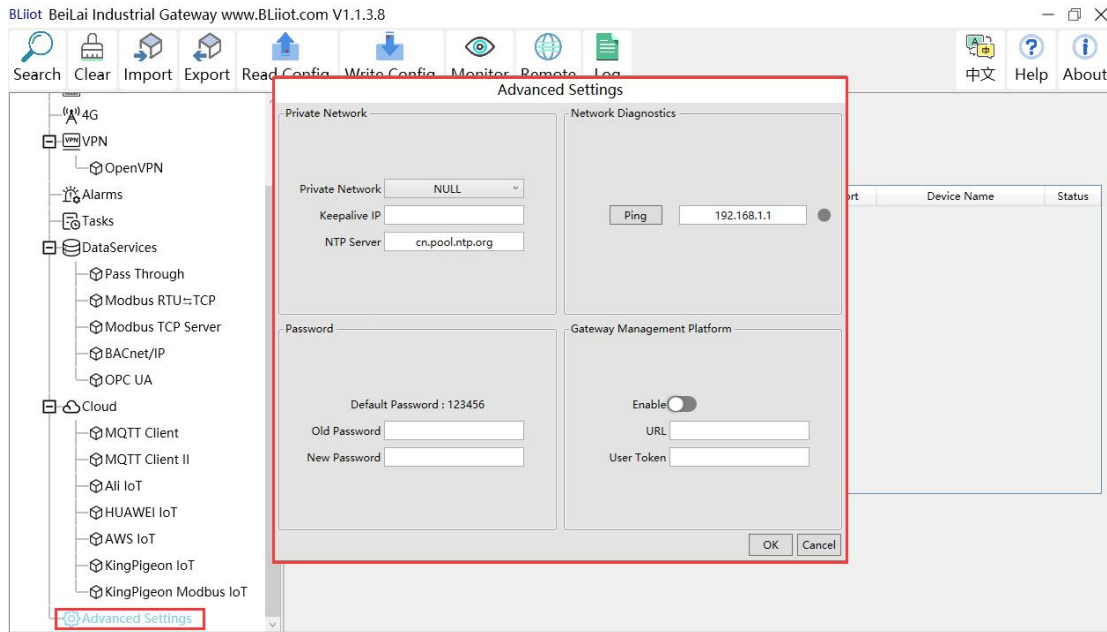 BLiiot BeiLai Industrial Gateway www.BLiiot.com V1.1.3.8
Search Clear Import Export Read Config Write Config Monitor Remote Log 中文 Help About
4G
VPN
OpenVPN
Alarms
Tasks
DataServices
Pass Through
Modbus RTU⇆TCP
Modbus TCP Server
BACnet/IP
OPC UA
Cloud
MQTT Client
MQTT Client II
Ali IoT
HUAWEI IoT
AWS IoT
KingPigeon IoT
KingPigeon Modbus IoT
Advanced Settings
Advanced Settings
Private Network
Private Network NULL
Keepalive IP
NTP Server cn.pool.ntp.org
Network Diagnostics
Ping 192.168.1.1
Password
Default Password : 123456
Old Password
New Password
Gateway Management Platform
Enable
URL
User Token
OK Cancel
Device Name Status